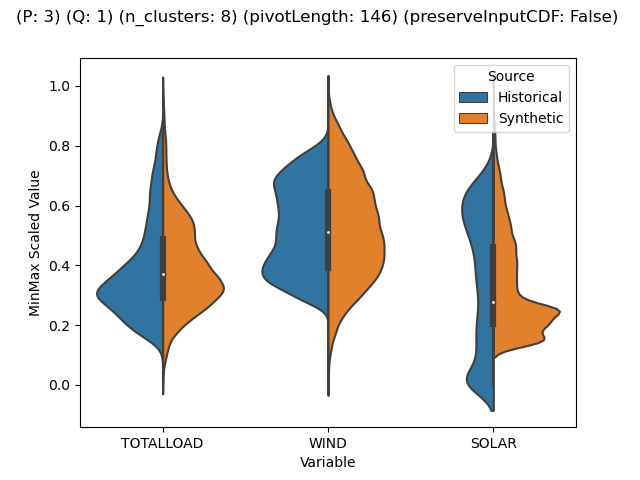 (P: 3) (Q: 1) (n_clusters: 8) (pivotLength: 146) (preserveInputCDF: False)
Source
Historical
Synthetic
1.0
0.8
0.6
0.4
0.2
0.0
MinMax Scaled Value
TOTALLOAD WIND SOLAR
Variable